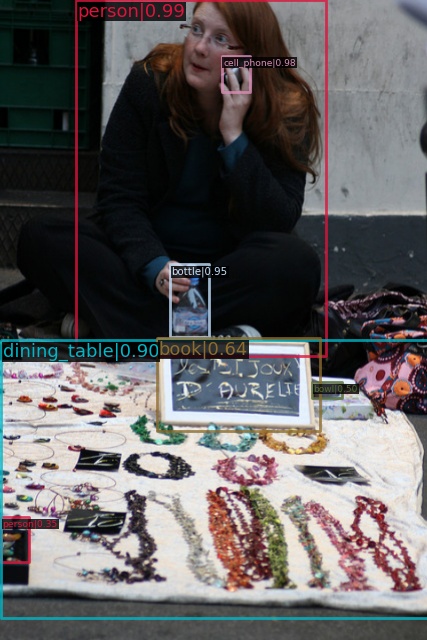 person|0.99
cell_phone|0.98
bottle|0.95
dining_table|0.90
book|0.64
BIJOUX
D'AURELIE
bowl|0.50
person|0.35